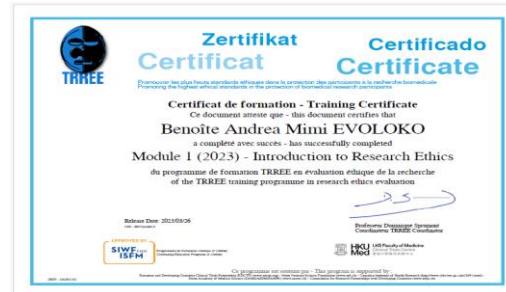 Zertifikat
Certificat
Certificado
Certificate
TRREE
Promouvoir les plus hauts standards éthiques dans la protection des participants à la recherche biomédicale
Promoting the highest ethical standards in the protection of biomedical research participants
Certificat de formation - Training Certificate
Ce document atteste que - this document certifies that
Benoîte Andrea Mimi EVOLOKO
a complété avec succès - has successfully completed
Module 1 (2023) - Introduction to Research Ethics
du programme de formation TRREE en évaluation éthique de la recherche
of the TRREE training programme in research ethics evaluation
Release Date: 2025/03/26
Professeur Dominique Sprumont
Coordinateur TRREE Coordinator
APPROVED BY
SIWF
ISFM
HKU
Med
LKS Faculty of Medicine
Ce programme est soutenu par - This program is supported by :